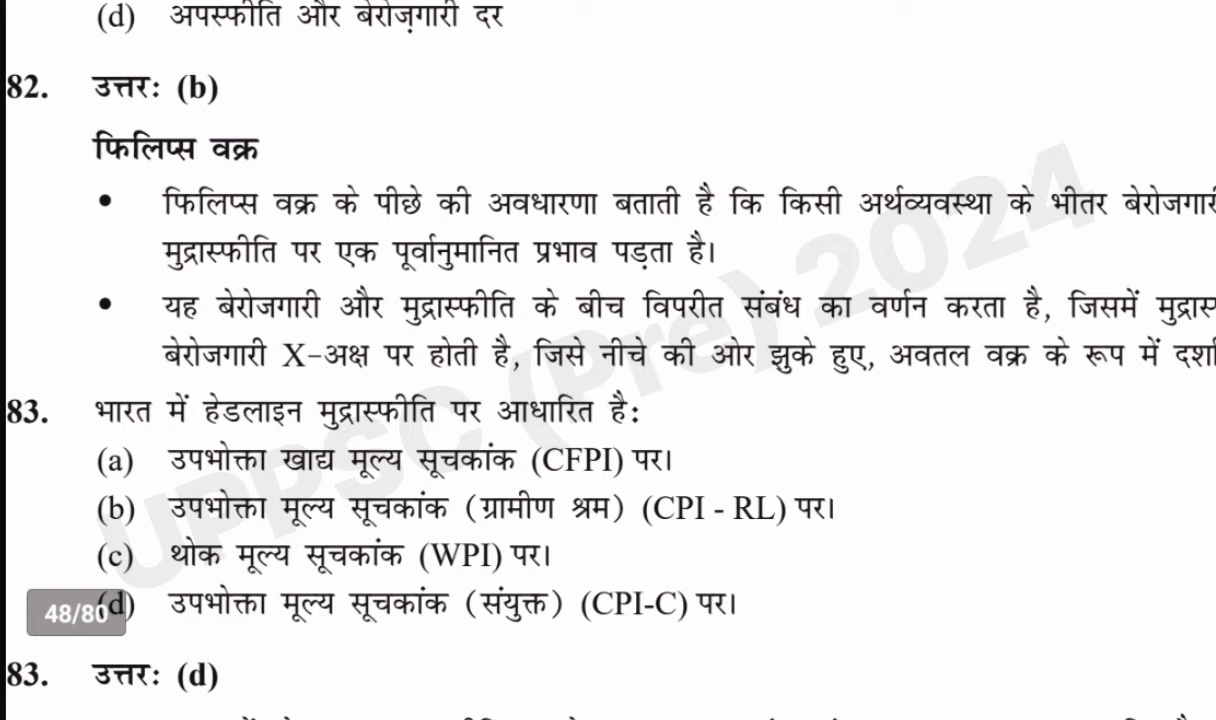 (d) अपस्फीति और बेरोज़गारी दर
82. उत्तरः (b)
फिलिप्स वक्र
• फिलिप्स वक्र के पीछे की अवधारणा बताती है कि किसी अर्थव्यवस्था के भीतर
मुद्रास्फीति पर एक पूर्वानुमानित प्रभाव पड़ता है।
• यह बेरोजगारी और मुद्रास्फीति के बीच विपरीत संबंध का वर्णन करता है, जिसमें
बेरोजगारी X-अक्ष पर होती है, जिसे नीचे की ओर झुके हुए, अवतल वक्र के रूप में
83. भारत में हेडलाइन मुद्रास्फीति पर आधारित है:
(a) उपभोक्ता खाद्य मूल्य सूचकांक (CFPI) पर।
(b) उपभोक्ता मूल्य सूचकांक (ग्रामीण श्रम) (CPI - RL) पर।
(c) थोक मूल्य सूचकांक (WPI) पर।
(d) उपभोक्ता मूल्य सूचकांक (संयुक्त) (CPI-C) पर।
48/80
83. उत्तरः (d)
UPPSC (Pre) 2024